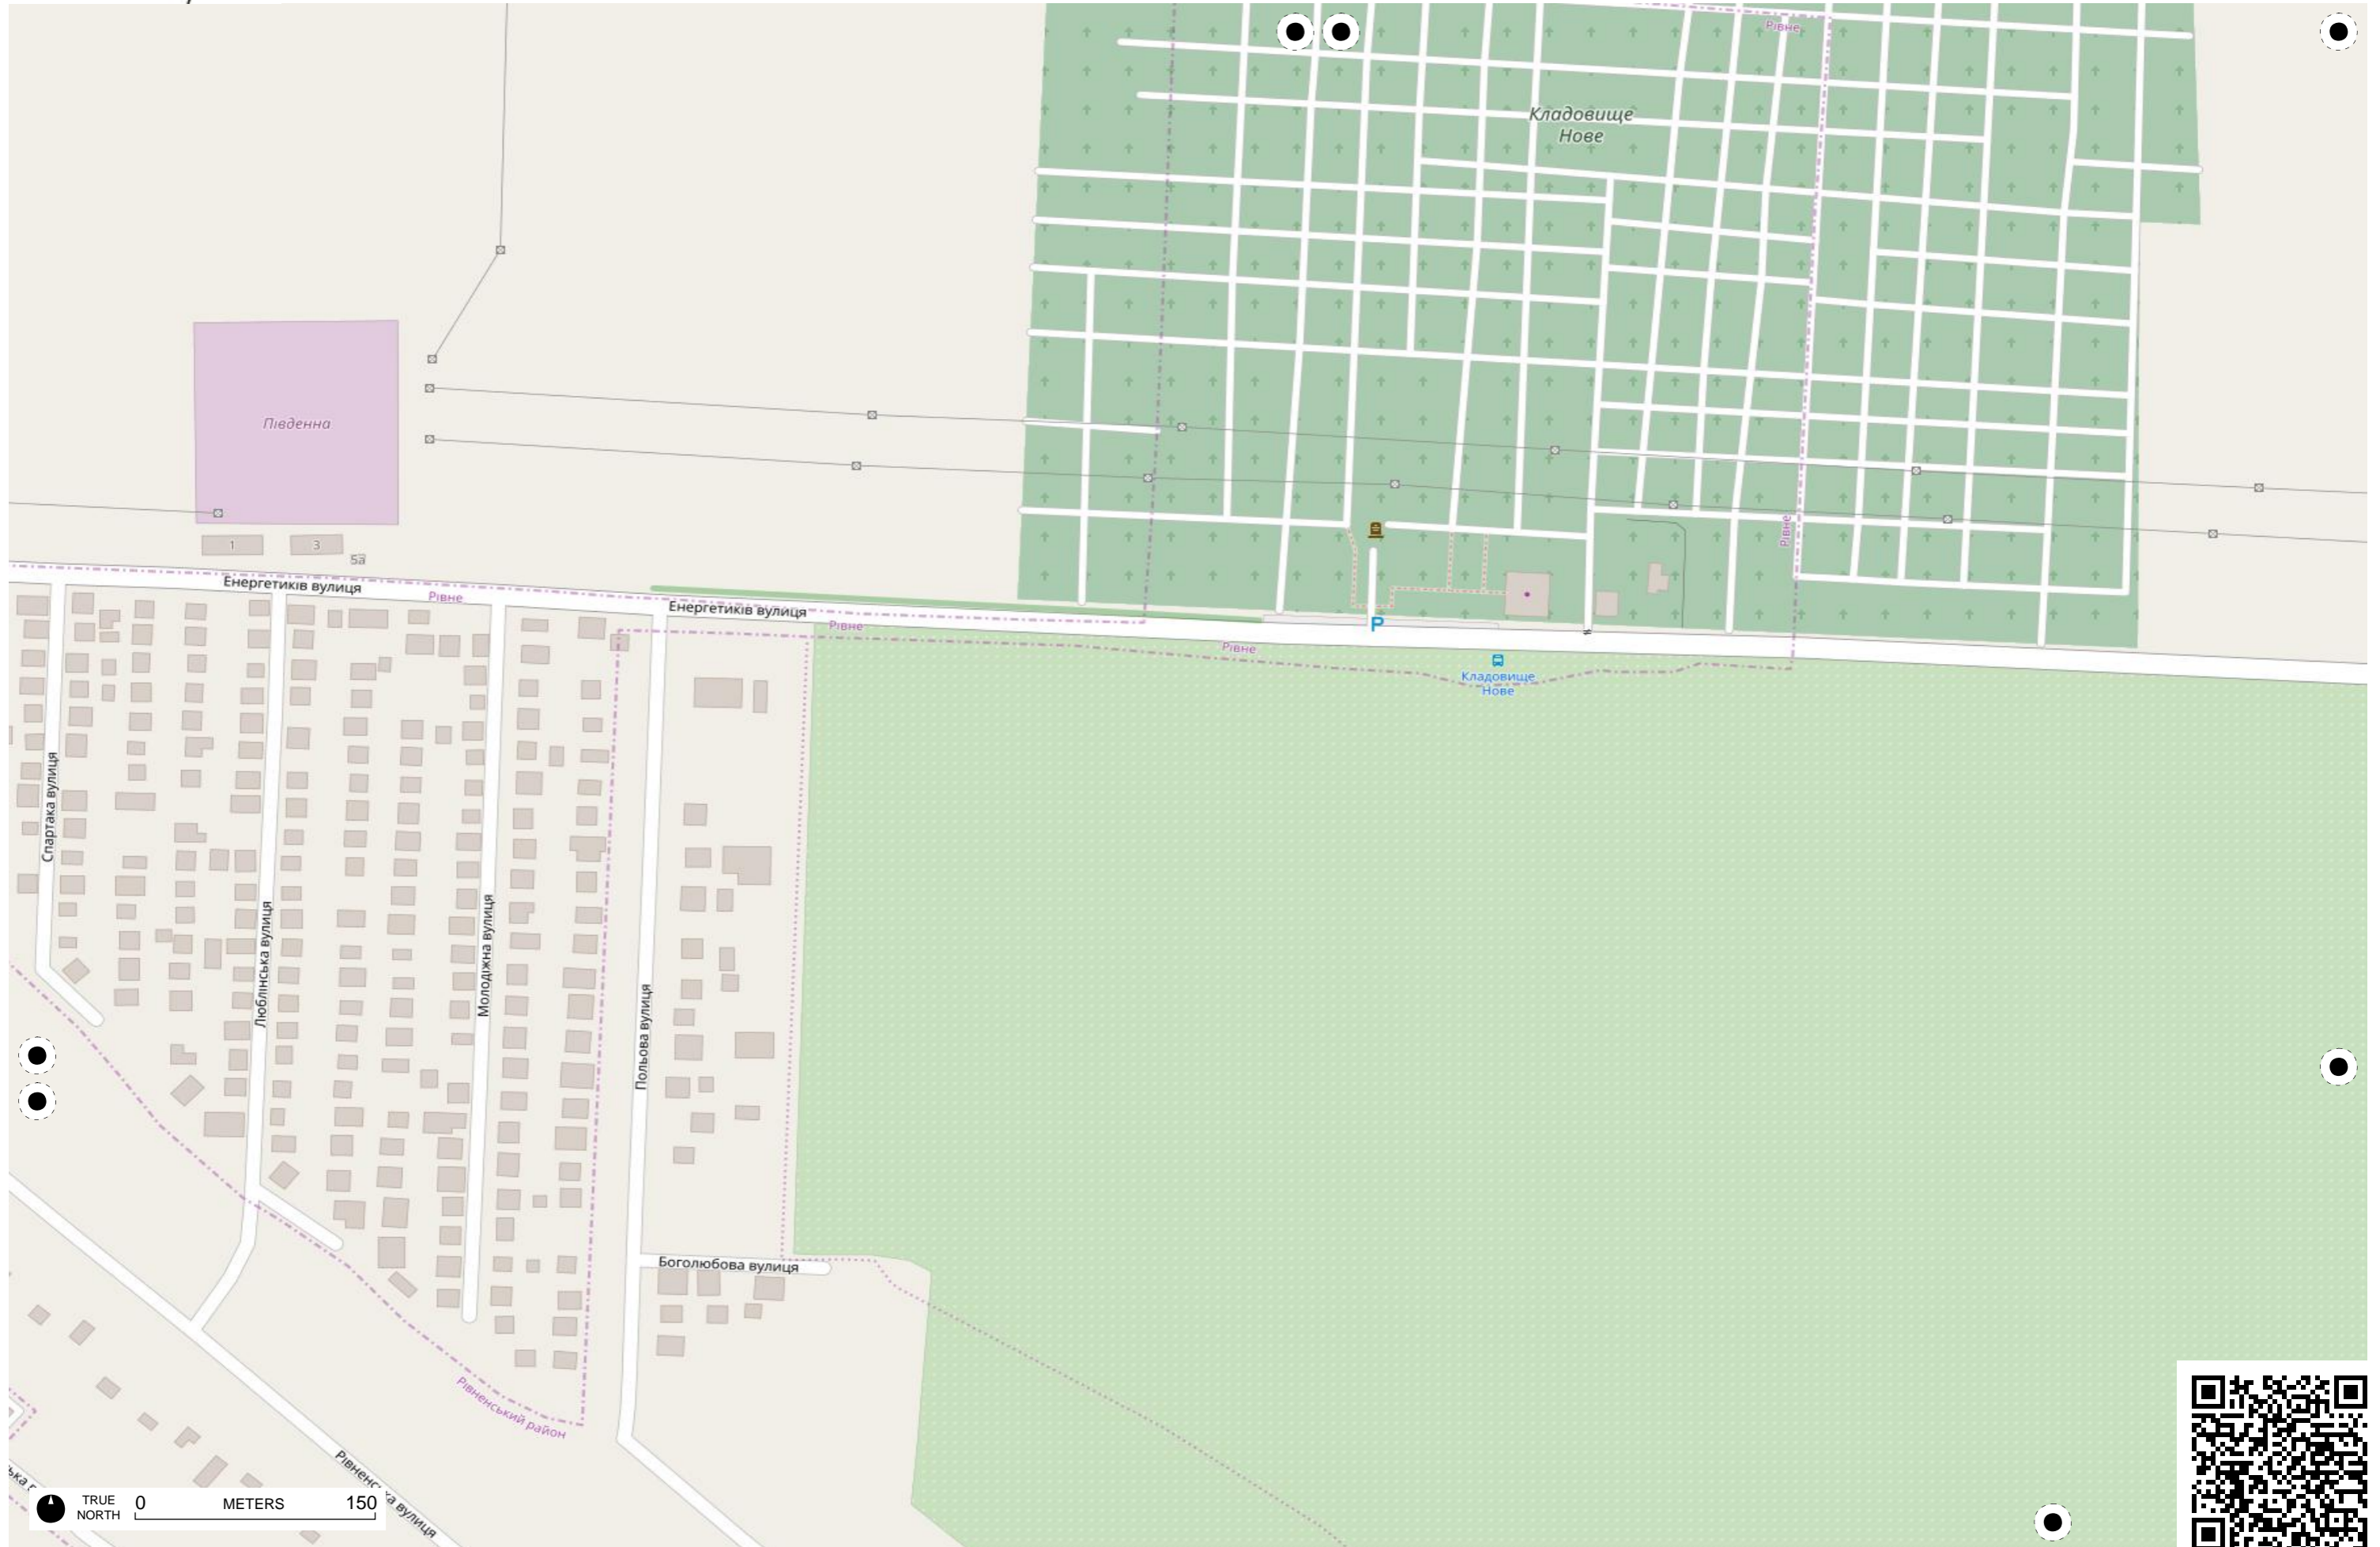 Рівне
Кладовище
Нове
Південна
1
3
5а
Рівне
Енергетиків вулиця
Рівне
Енергетиків вулиця
Рівне
Рівне
P
Кладовище
Нове
Спартака вулиця
Люблінська вулиця
Молодіжна вулиця
Польова вулиця
Боголюбова вулиця
Рівненський район
Рівненська вулиця
TRUE
NORTH
0 METERS 150